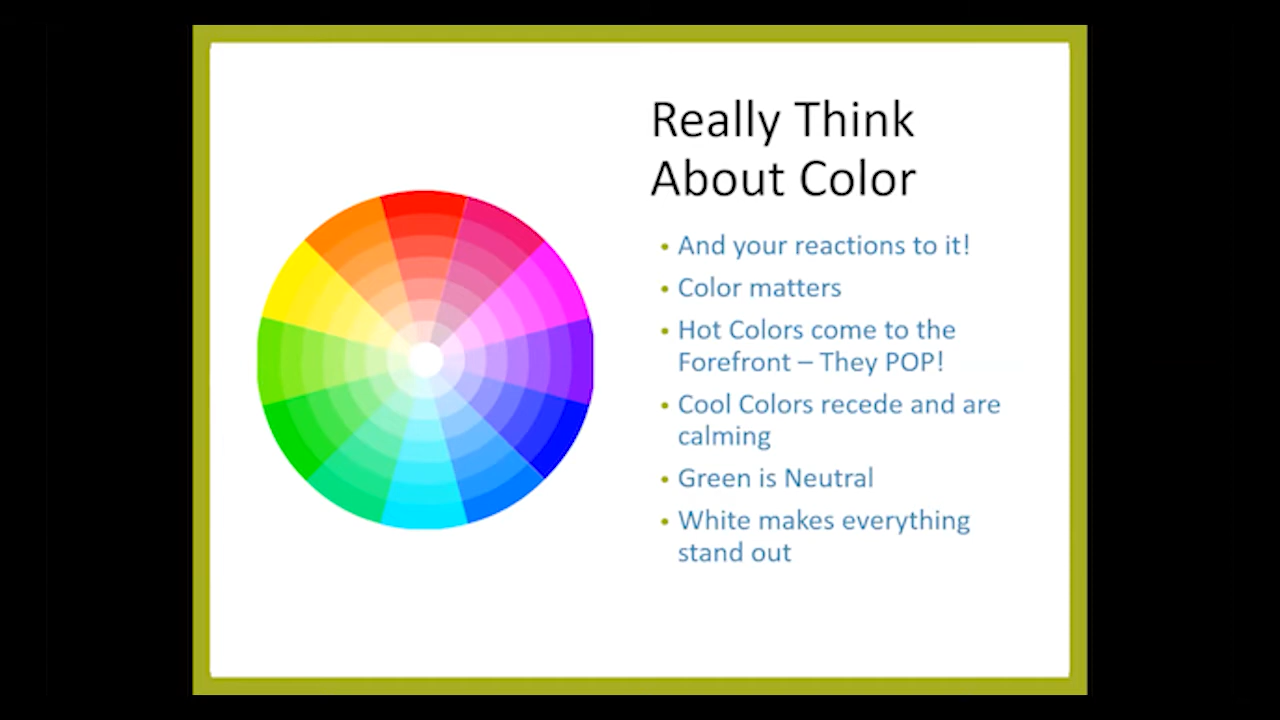 Really Think
About Color
• And your reactions to it!
• Color matters
• Hot Colors come to the
Forefront – They POP!
• Cool Colors recede and are
calming
• Green is Neutral
• White makes everything
stand out